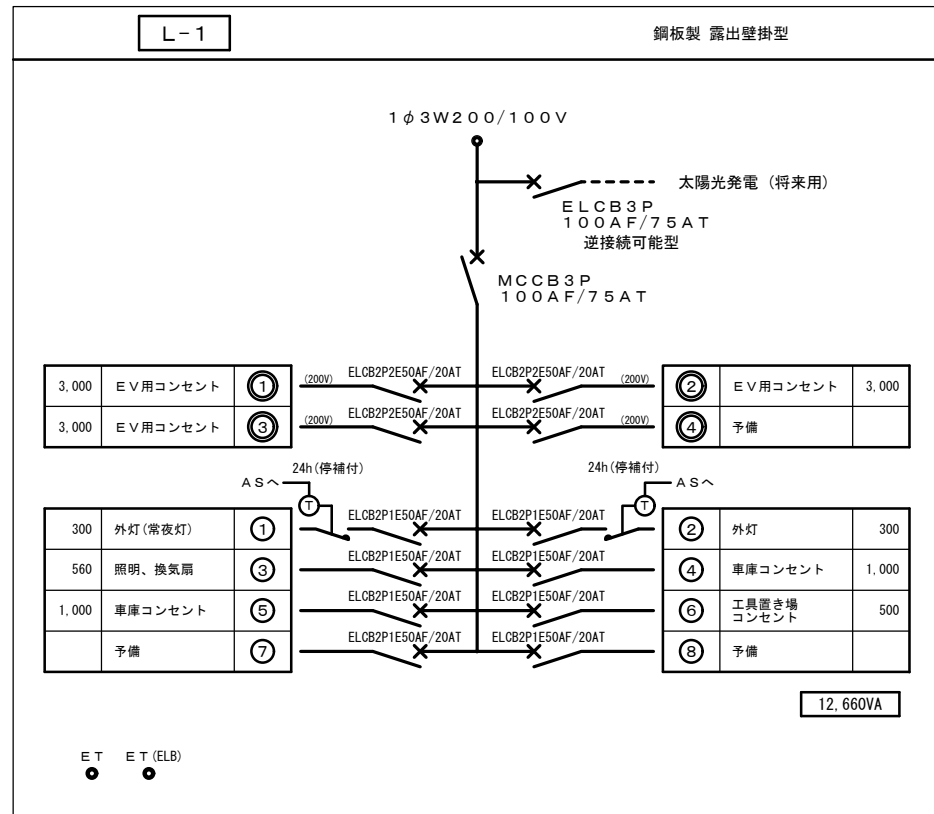 L-1
鋼板製 露出壁掛型
1φ3W200/100V
太陽光発電 (将来用)
ELCB3P
100AF/75AT
逆接続可能型
MCCB3P
100AF/75AT
3,000 EV用コンセント ① (200V) ELCB2P2E50AF/20AT ELCB2P2E50AF/20AT (200V) ② EV用コンセント 3,000
3,000 EV用コンセント ③ (200V) ELCB2P2E50AF/20AT ELCB2P2E50AF/20AT (200V) ④ 予備
24h(停補付) 24h(停補付)
ASへ ASへ
T T
300 外灯(常夜灯) ① ELCB2P1E50AF/20AT ELCB2P1E50AF/20AT ② 外灯 300
560 照明、換気扇 ③ ELCB2P1E50AF/20AT ELCB2P1E50AF/20AT ④ 車庫コンセント 1,000
1,000 車庫コンセント ⑤ ELCB2P1E50AF/20AT ELCB2P1E50AF/20AT ⑥ 工具置き場
コンセント 500
予備 ⑦ ELCB2P1E50AF/20AT ELCB2P1E50AF/20AT ⑧ 予備
12,660VA
ET ET(ELB)